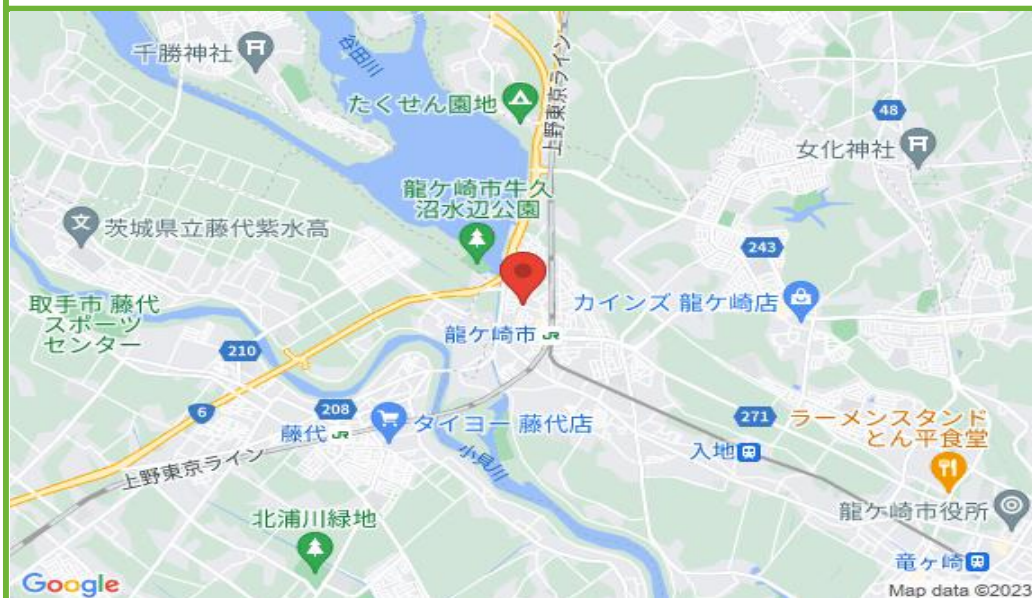 千勝神社
谷田川
たくせん園地
上野東京ライン
48
女化神社
龍ケ崎市牛久
沼水辺公園
茨城県立藤代紫水高
243
取手市 藤代
スポーツ
センター
カインズ 龍ケ崎店
龍ケ崎市 JR
210
6
208
藤代 JR
タイヨー 藤代店
271
ラーメンスタンド
とん平食堂
入地
上野東京ライン
小貝川
北浦川緑地
龍ケ崎市役所
竜ヶ崎
Google
Map data ©2023